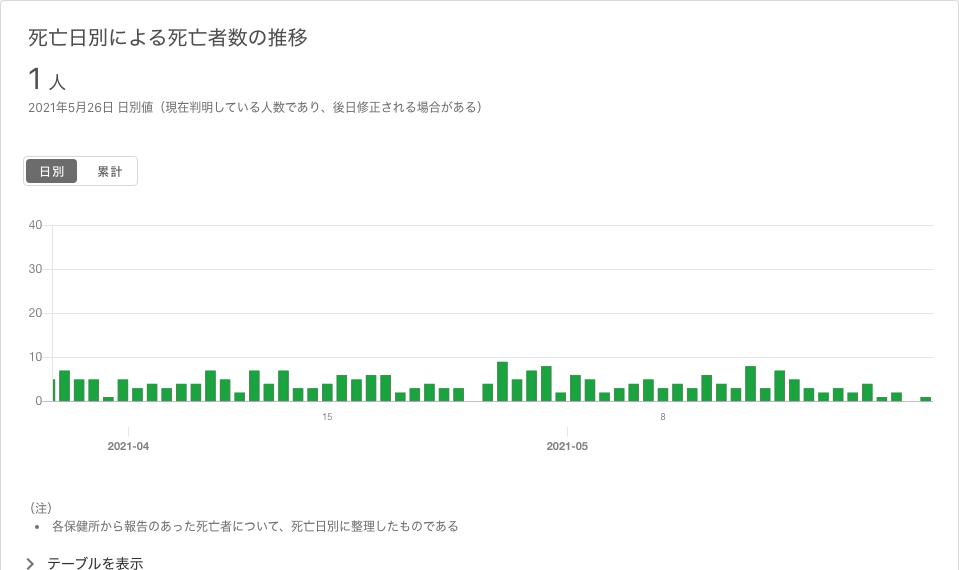 死亡日別による死亡者数の推移
1 人
2021年5月26日 日別値（現在判明している人数であり、後日修正される場合がある）
日別 累計
40
30
20
10
0
15 8
2021-04 2021-05
（注）
• 各保健所から報告のあった死亡者について、死亡日別に整理したものである
テーブルを表示